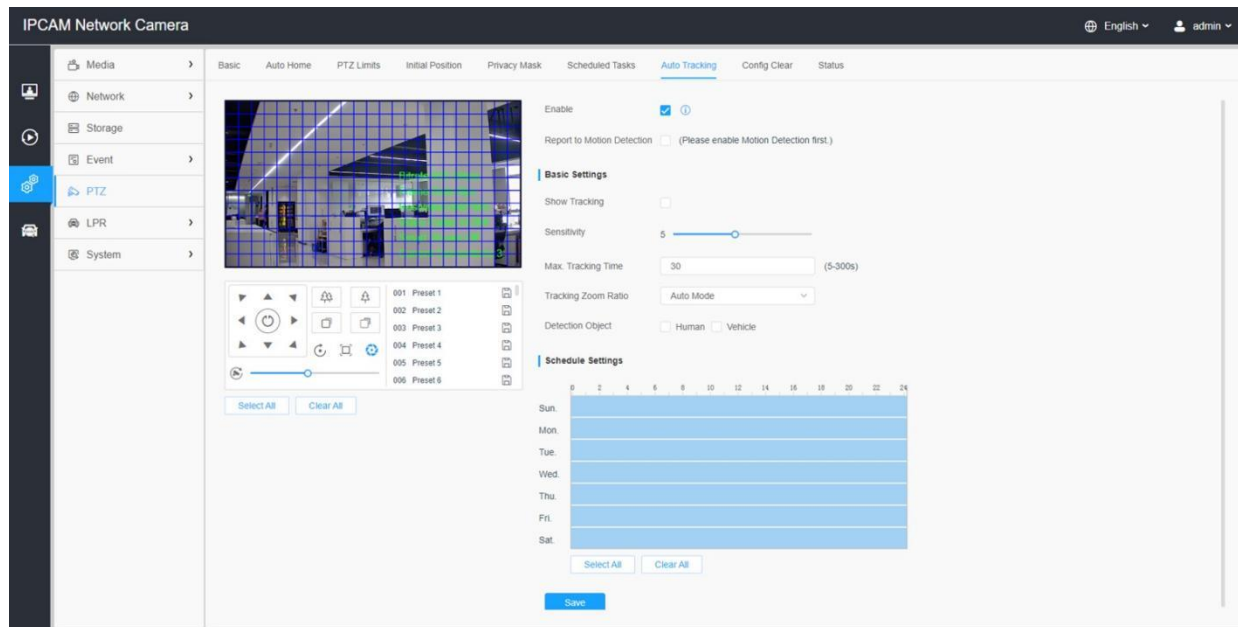 IPCAM Network Camera
English
admin
Media
Network
Storage
Event
PTZ
LPR
System
Basic Auto Home PTZ Limits Initial Position Privacy Mask Scheduled Tasks Auto Tracking Config Clear Status
001 Preset 1
002 Preset 2
003 Preset 3
004 Preset 4
005 Preset 5
006 Preset 6
Select All Clear All
Enable
Report to Motion Detection (Please enable Motion Detection first.)
Basic Settings
Show Tracking
Sensitivity 5
Max. Tracking Time 30 (5-300s)
Tracking Zoom Ratio Auto Mode
Detection Object Human Vehicle
Schedule Settings
0 2 4 6 8 10 12 14 16 18 20 22 24
Sun.
Mon.
Tue.
Wed.
Thu.
Fri.
Sat.
Select All Clear All
Save